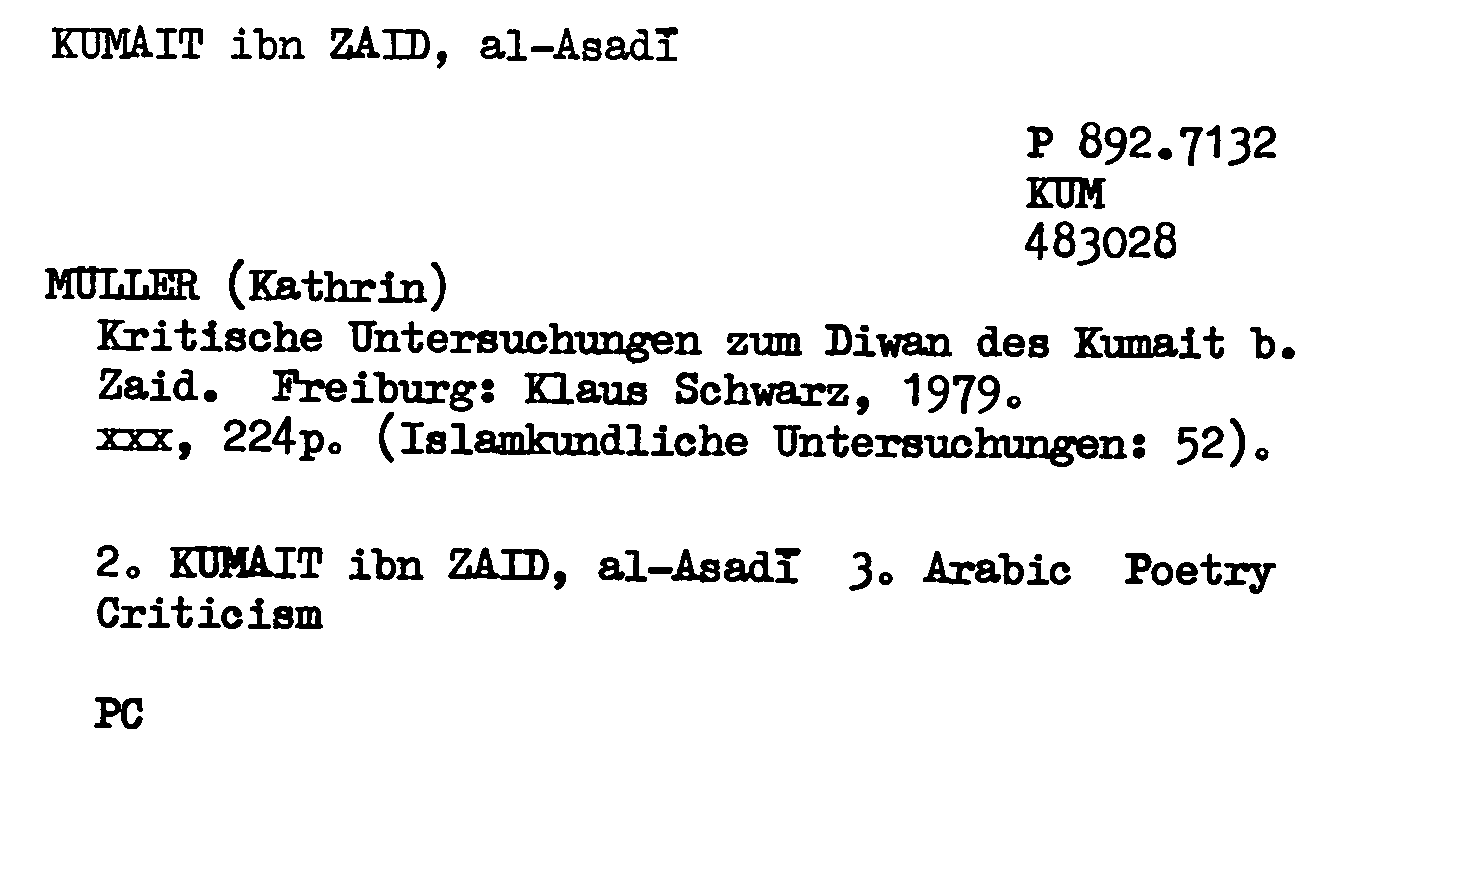 KUMAIT ibn ZAID, al-Asadī
P 892.7132
KUM
483028
MULLER (Kathrin)
Kritische Untersuchungen zum Diwan des Kumait b.
Zaid. Freiburg: Klaus Schwarz, 1979.
xxx, 224p. (Islamkundliche Untersuchungen: 52).
2. KUMAIT ibn ZAID, al-Asadī 3. Arabic Poetry
Criticism
PC